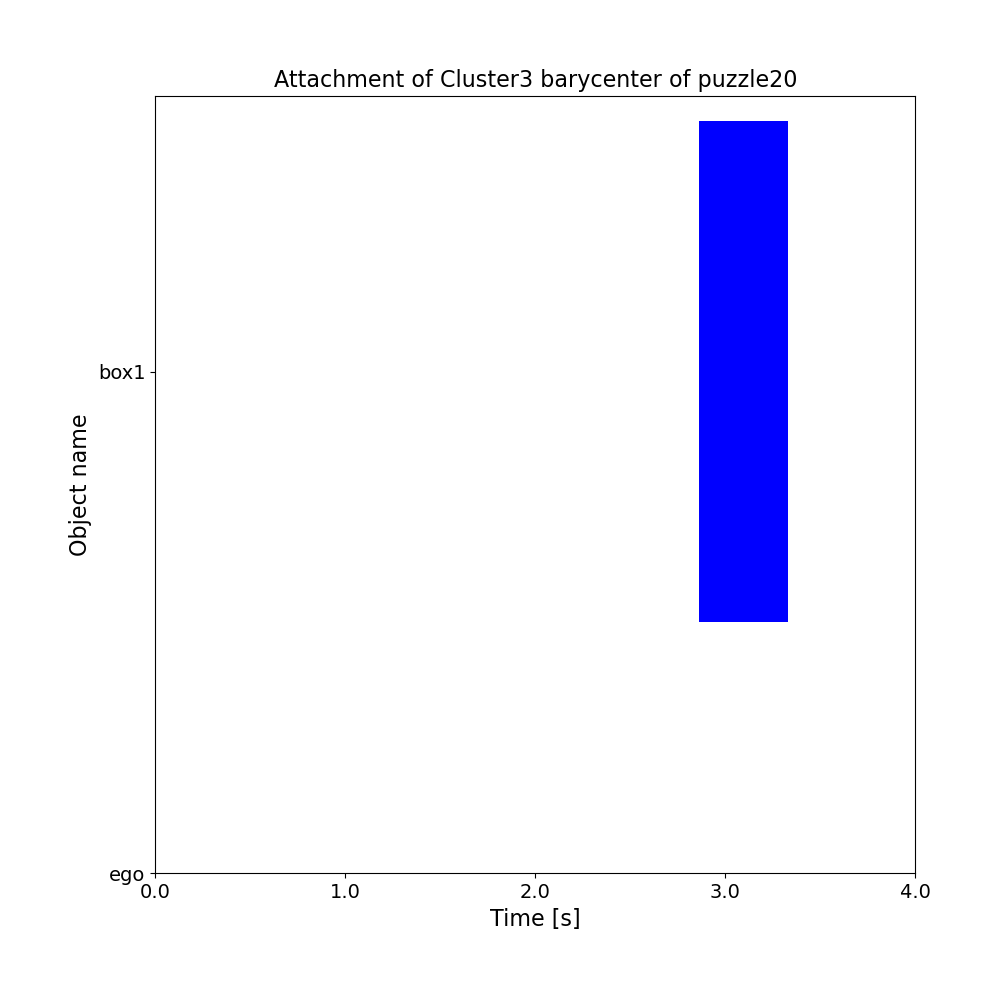 Attachment of Cluster3 barycenter of puzzle20
box1
Object name
ego
0.0 1.0 2.0 3.0 4.0
Time [s]